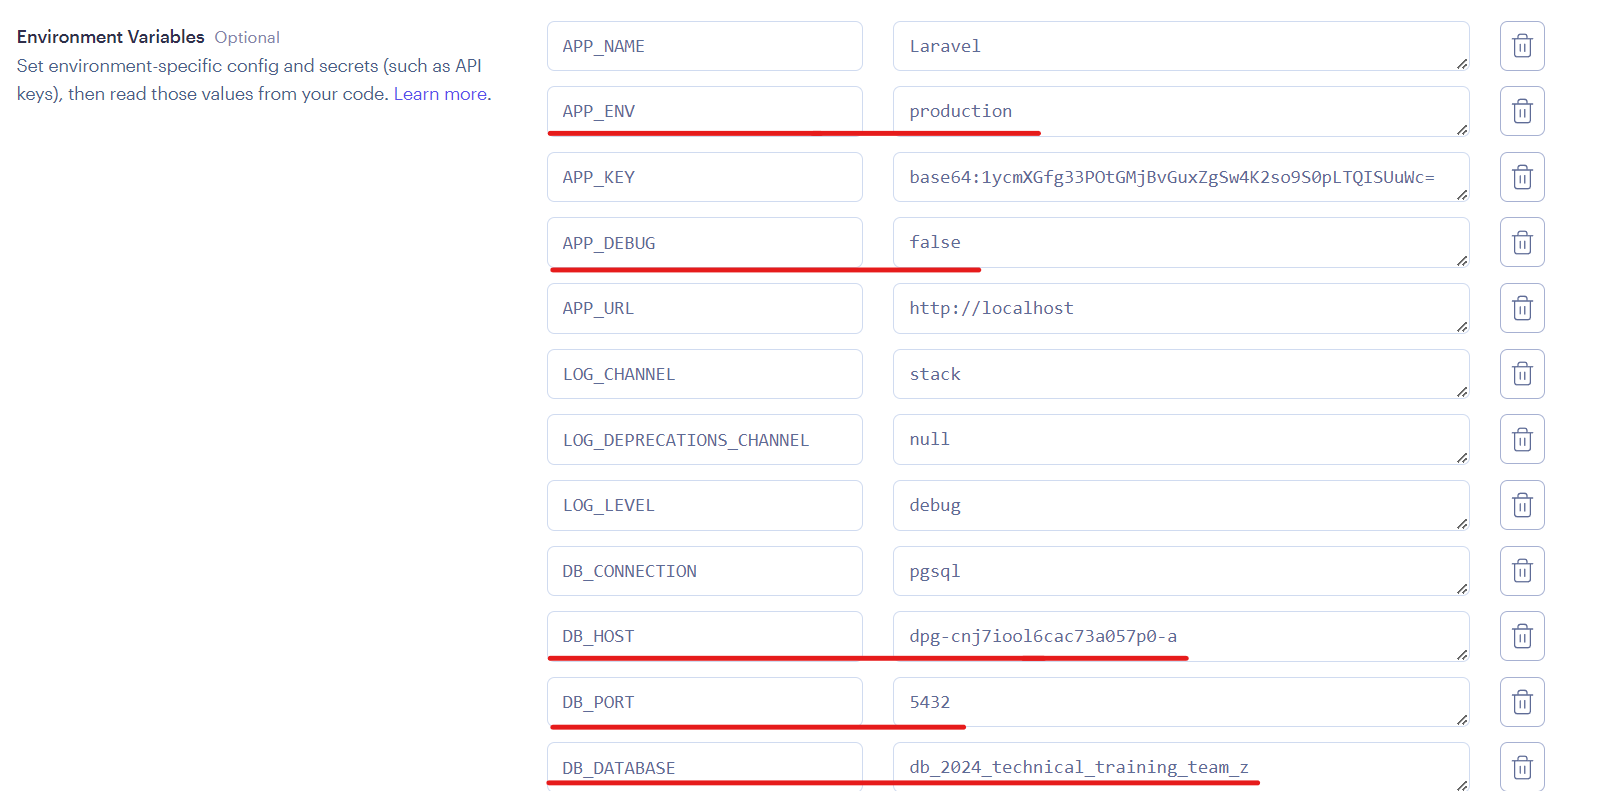 Environment Variables Optional
Set environment-specific config and secrets (such as API
keys), then read those values from your code. Learn more.
APP_NAME Laravel
APP_ENV production
APP_KEY base64:1ycmXGfg33POtGMjBvGuxZgSw4K2so9S0pLTQISUuWc=
APP_DEBUG false
APP_URL http://localhost
LOG_CHANNEL stack
LOG_DEPRECATIONS_CHANNEL null
LOG_LEVEL debug
DB_CONNECTION pgsql
DB_HOST dpg-cnj7iool6cac73a057p0-a
DB_PORT 5432
DB_DATABASE db_2024_technical_training_team_z